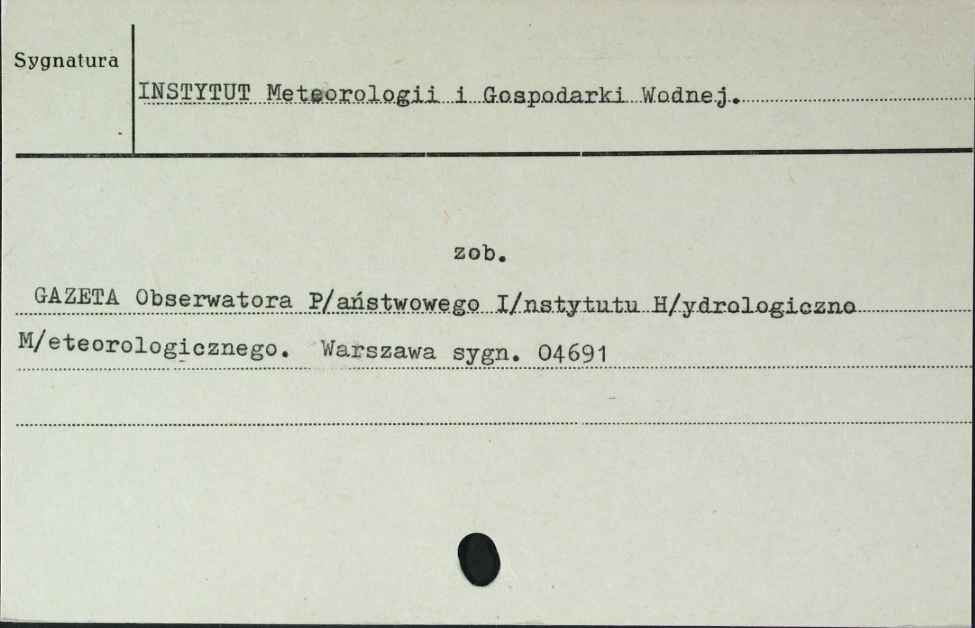 Sygnatura
INSTYTUT Meteorologii i Gospodarki Wodnej.
zob.
GAZETA Obserwatora P/aństwowego I/nstytutu H/ydrologiczno
M/eteorologicznego. Warszawa sygn. 04691